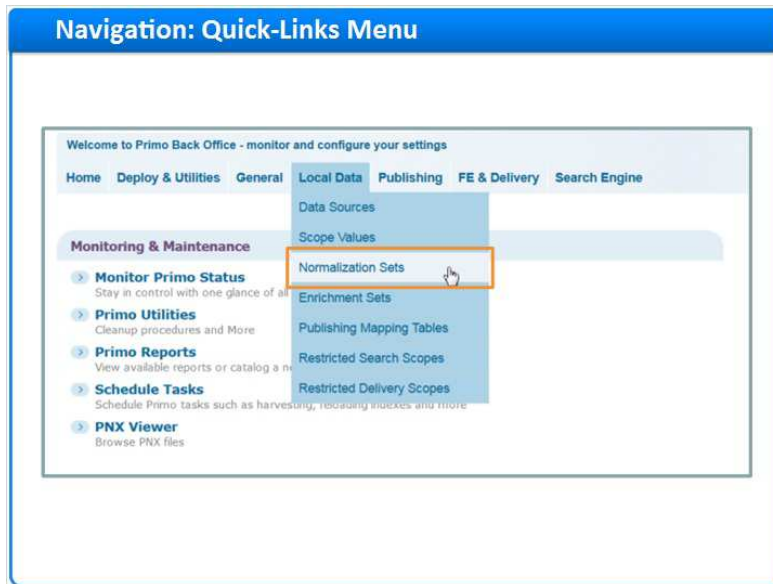 Navigation: Quick-Links Menu
Welcome to Primo Back Office - monitor and configure your settings
Home Deploy & Utilities General Local Data Publishing FE & Delivery Search Engine
Data Sources
Scope Values
Normalization Sets
Enrichment Sets
Publishing Mapping Tables
Restricted Search Scopes
Restricted Delivery Scopes
Monitoring & Maintenance
Monitor Primo Status
Stay in control with one glance of all
Primo Utilities
Cleanup procedures and More
Primo Reports
View available reports or catalog a
Schedule Tasks
Schedule Primo tasks such as harvesting, reloading indexes and more
PNX Viewer
Browse PNX files